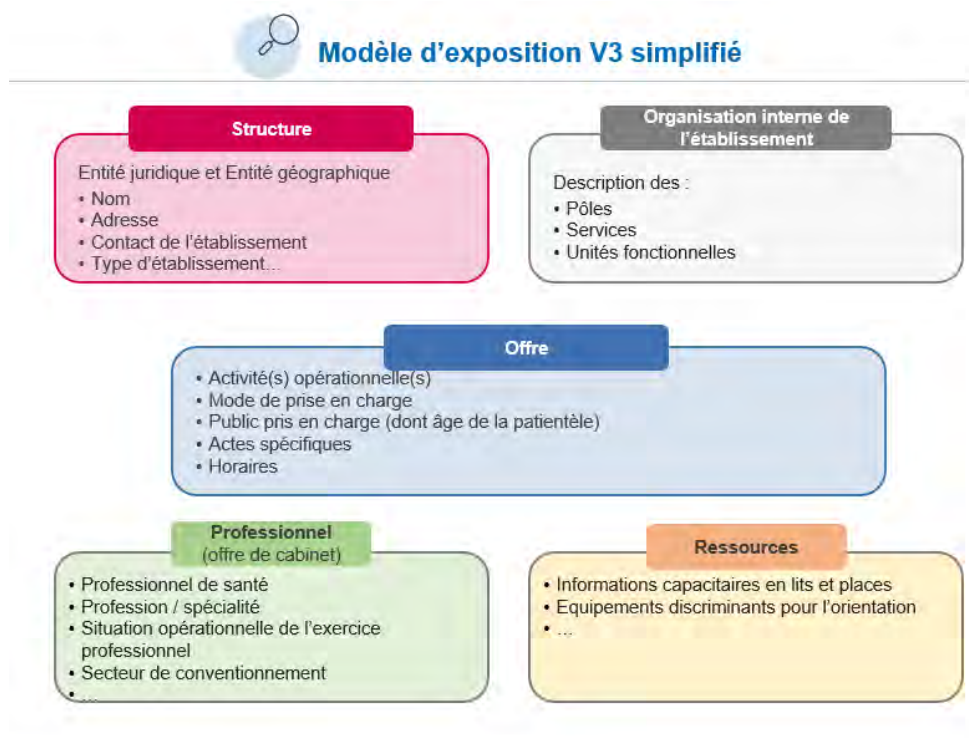 Modèle d'exposition V3 simplifié
Structure
Entité juridique et Entité géographique
• Nom
• Adresse
• Contact de l'établissement
• Type d'établissement...
Organisation interne de
l'établissement
Description des :
• Pôles
• Services
• Unités fonctionnelles
Offre
• Activité(s) opérationnelle(s)
• Mode de prise en charge
• Public pris en charge (dont âge de la patientèle)
• Actes spécifiques
• Horaires
Professionnel
(offre de cabinet)
• Professionnel de santé
• Profession / spécialité
• Situation opérationnelle de l'exercice
professionnel
• Secteur de conventionnement
• ...
Ressources
• Informations capacitaires en lits et places
• Equipements discriminants pour l'orientation
• ...